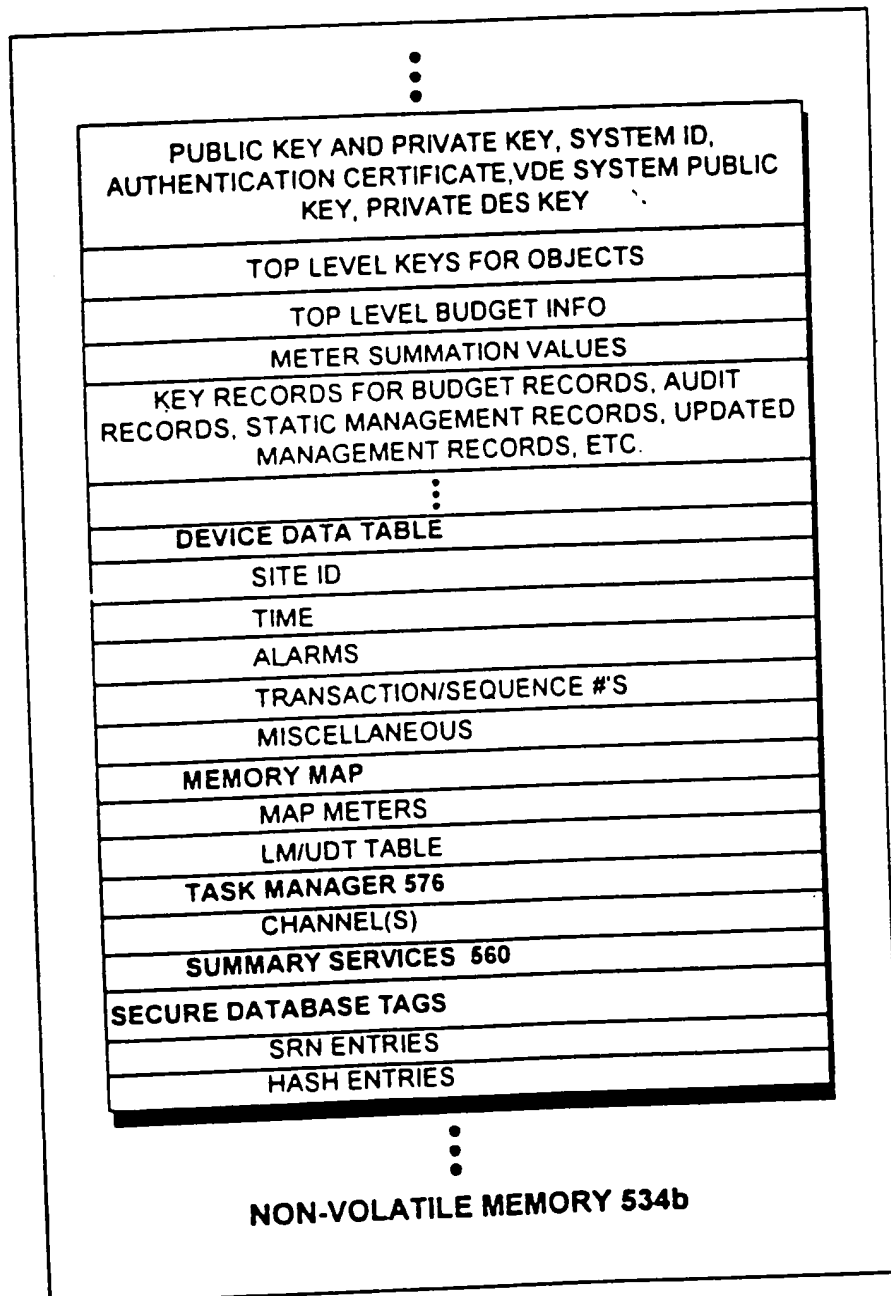 PUBLIC KEY AND PRIVATE KEY, SYSTEM ID,
AUTHENTICATION CERTIFICATE,VDE SYSTEM PUBLIC
KEY, PRIVATE DES KEY
TOP LEVEL KEYS FOR OBJECTS
TOP LEVEL BUDGET INFO
METER SUMMATION VALUES
KEY RECORDS FOR BUDGET RECORDS, AUDIT
RECORDS, STATIC MANAGEMENT RECORDS, UPDATED
MANAGEMENT RECORDS, ETC.
DEVICE DATA TABLE
SITE ID
TIME
ALARMS
TRANSACTION/SEQUENCE #'S
MISCELLANEOUS
MEMORY MAP
MAP METERS
LM/UDT TABLE
TASK MANAGER 576
CHANNEL(S)
SUMMARY SERVICES 560
SECURE DATABASE TAGS
SRN ENTRIES
HASH ENTRIES
NON-VOLATILE MEMORY 534b